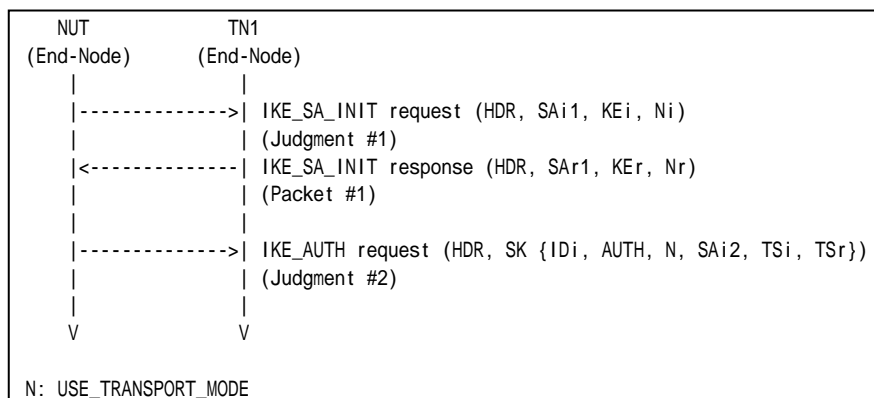 NUT TN1
(End-Node) (End-Node)
| |
|-------------->| IKE_SA_INIT request (HDR, SAi1, KEi, Ni)
| | (Judgment #1)
|<--------------| IKE_SA_INIT response (HDR, SAr1, KEr, Nr)
| | (Packet #1)
| |
|-------------->| IKE_AUTH request (HDR, SK {IDi, AUTH, N, SAi2, TSi, TSr})
| | (Judgment #2)
| |
V V
N: USE_TRANSPORT_MODE